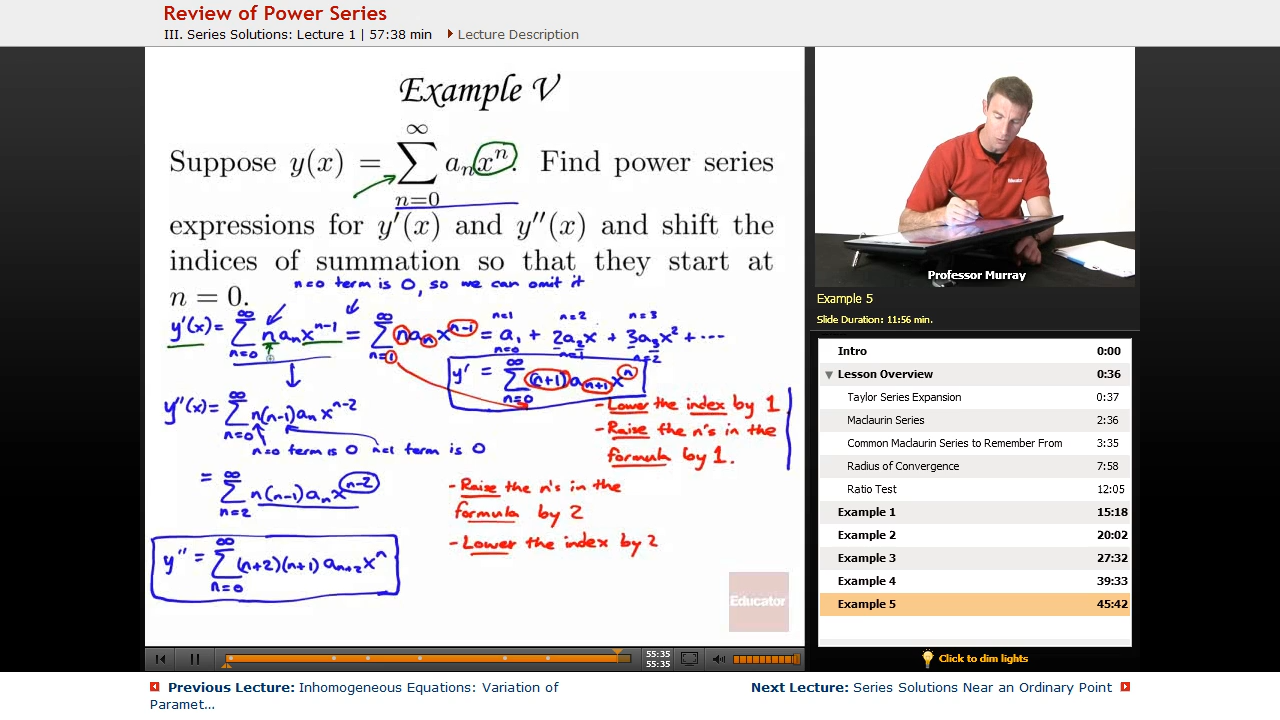 Review of Power Series
III. Series Solutions: Lecture 1 | 57:38 min Lecture Description
Example V
Suppose y(x) = ∑_{n=0}^{∞} a_n x^n. Find power series
expressions for y′(x) and y″(x) and shift the
indices of summation so that they start at
n = 0.
n=0 term is 0, so we can omit it
y'(x) = ∑_{n=0}^{∞} n a_n x^{n-1} = ∑_{n=1}^{∞} n a_n x^{n-1} = a_1 + 2a_2x + 3a_3x^2 + ···
n=1 n=2 n=3
n=0 n=1 n=2
y' = ∑_{n=0}^{∞} (n+1) a_{n+1} x^n
- Lower the index by 1
- Raise the n's in the
formula by 1.
y"(x) = ∑_{n=0}^{∞} n(n-1) a_n x^{n-2}
n=0 term is 0 n=1 term is 0
= ∑_{n=2}^{∞} n(n-1) a_n x^{n-2}
- Raise the n's in the
formula by 2
- Lower the index by 2
y" = ∑_{n=0}^{∞} (n+2)(n+1) a_{n+2} x^n
Educator
Educator
Professor Murray
Example 5
Slide Duration: 11:56 min.
Intro 0:00
Lesson Overview 0:36
Taylor Series Expansion 0:37
Maclaurin Series 2:36
Common Maclaurin Series to Remember From 3:35
Radius of Convergence 7:58
Ratio Test 12:05
Example 1 15:18
Example 2 20:02
Example 3 27:32
Example 4 39:33
Example 5 45:42
55:35
55:35
Click to dim lights
Previous Lecture: Inhomogeneous Equations: Variation of
Paramet...
Next Lecture: Series Solutions Near an Ordinary Point